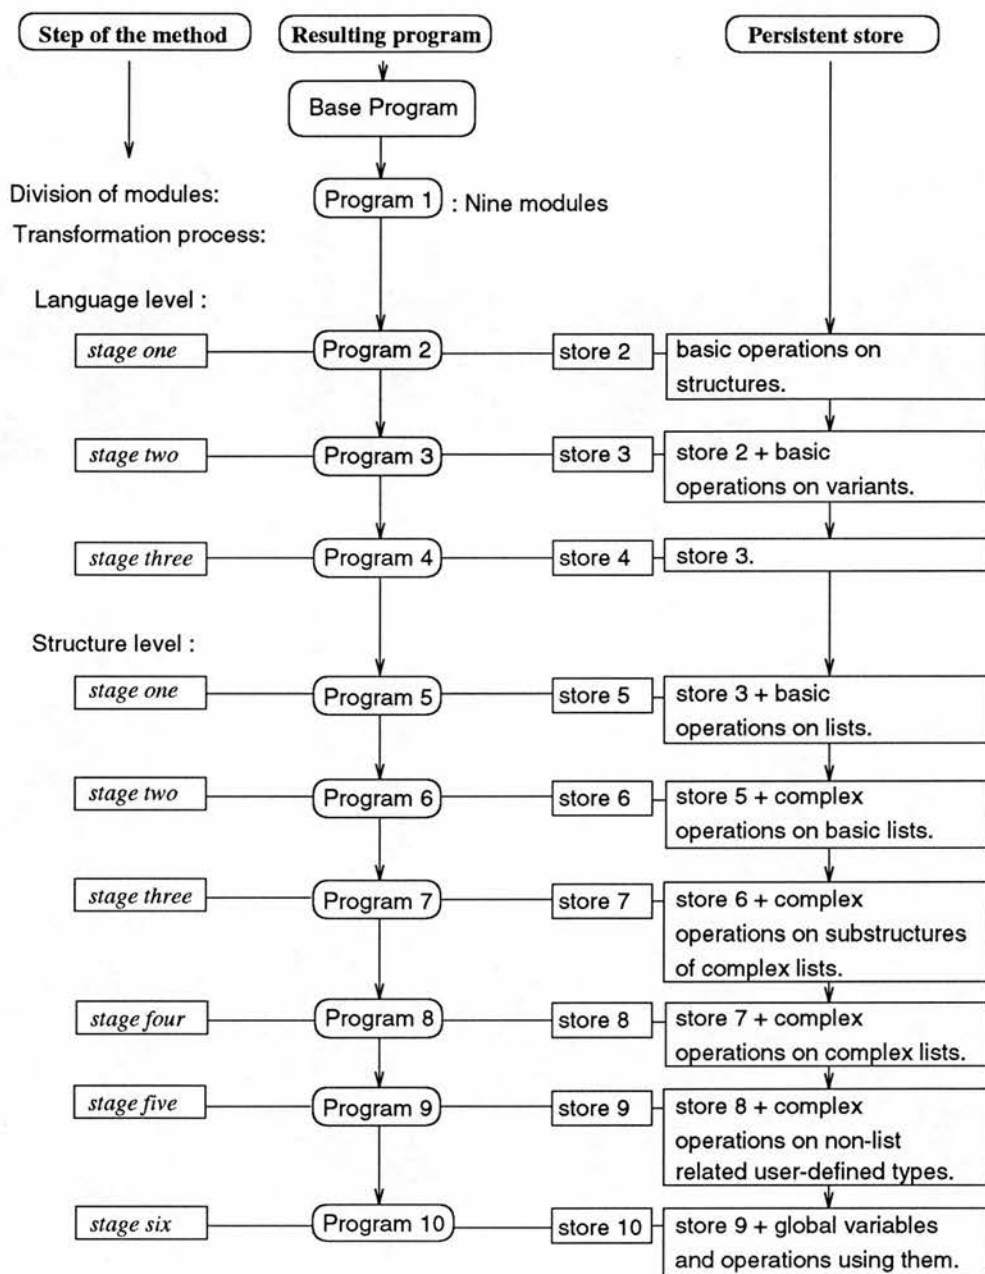 Step of the method
Resulting program
Persistent store
Base Program
Division of modules:
Program 1 : Nine modules
Transformation process:
Language level :
stage one
Program 2
store 2
basic operations on
structures.
stage two
Program 3
store 3
store 2 + basic
operations on variants.
stage three
Program 4
store 4
store 3.
Structure level :
stage one
Program 5
store 5
store 3 + basic
operations on lists.
stage two
Program 6
store 6
store 5 + complex
operations on basic lists.
stage three
Program 7
store 7
store 6 + complex
operations on substructures
of complex lists.
stage four
Program 8
store 8
store 7 + complex
operations on complex lists.
stage five
Program 9
store 9
store 8 + complex
operations on non-list
related user-defined types.
stage six
Program 10
store 10
store 9 + global variables
and operations using them.